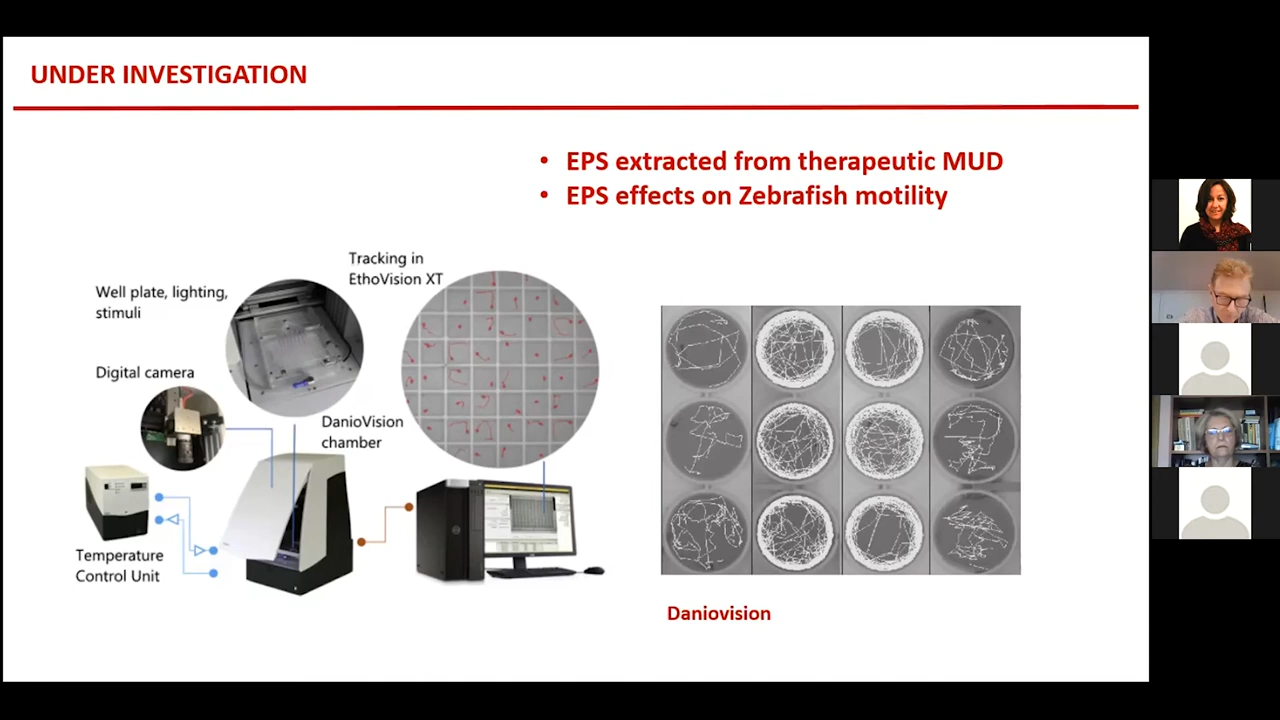 UNDER INVESTIGATION
• EPS extracted from therapeutic MUD
• EPS effects on Zebrafish motility
Tracking in
EthoVision XT
Well plate, lighting,
stimuli
Digital camera
DanioVision
chamber
Temperature
Control Unit
Daniovision